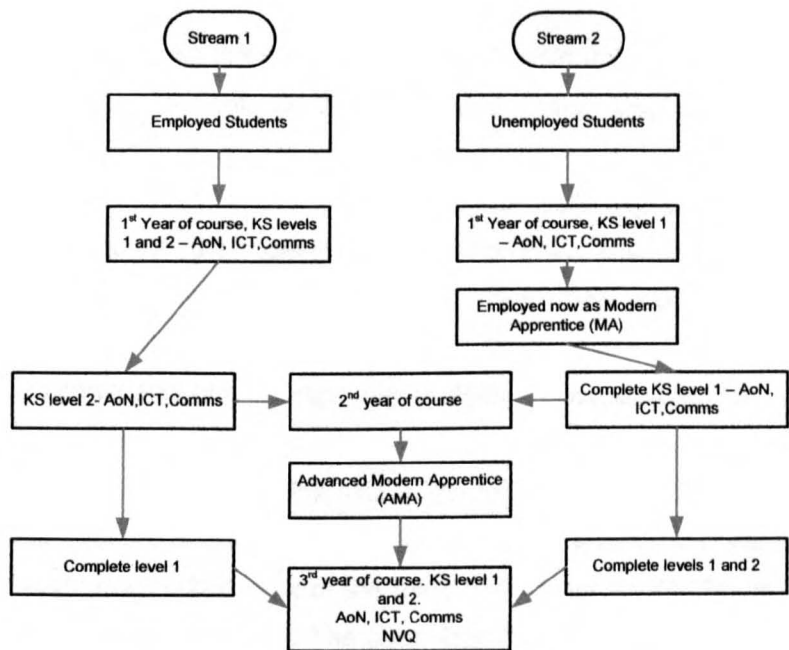 Stream 1
Stream 2
Employed Students
Unemployed Students
1st Year of course, KS levels
1 and 2 – AoN, ICT,Comms
1st Year of course, KS level 1
– AoN, ICT,Comms
Employed now as Modern
Apprentice (MA)
KS level 2- AoN,ICT,Comms
2nd year of course
Complete KS level 1 – AoN,
ICT,Comms
Advanced Modern Apprentice
(AMA)
Complete level 1
3rd year of course. KS level 1
and 2.
AoN, ICT, Comms
NVQ
Complete levels 1 and 2